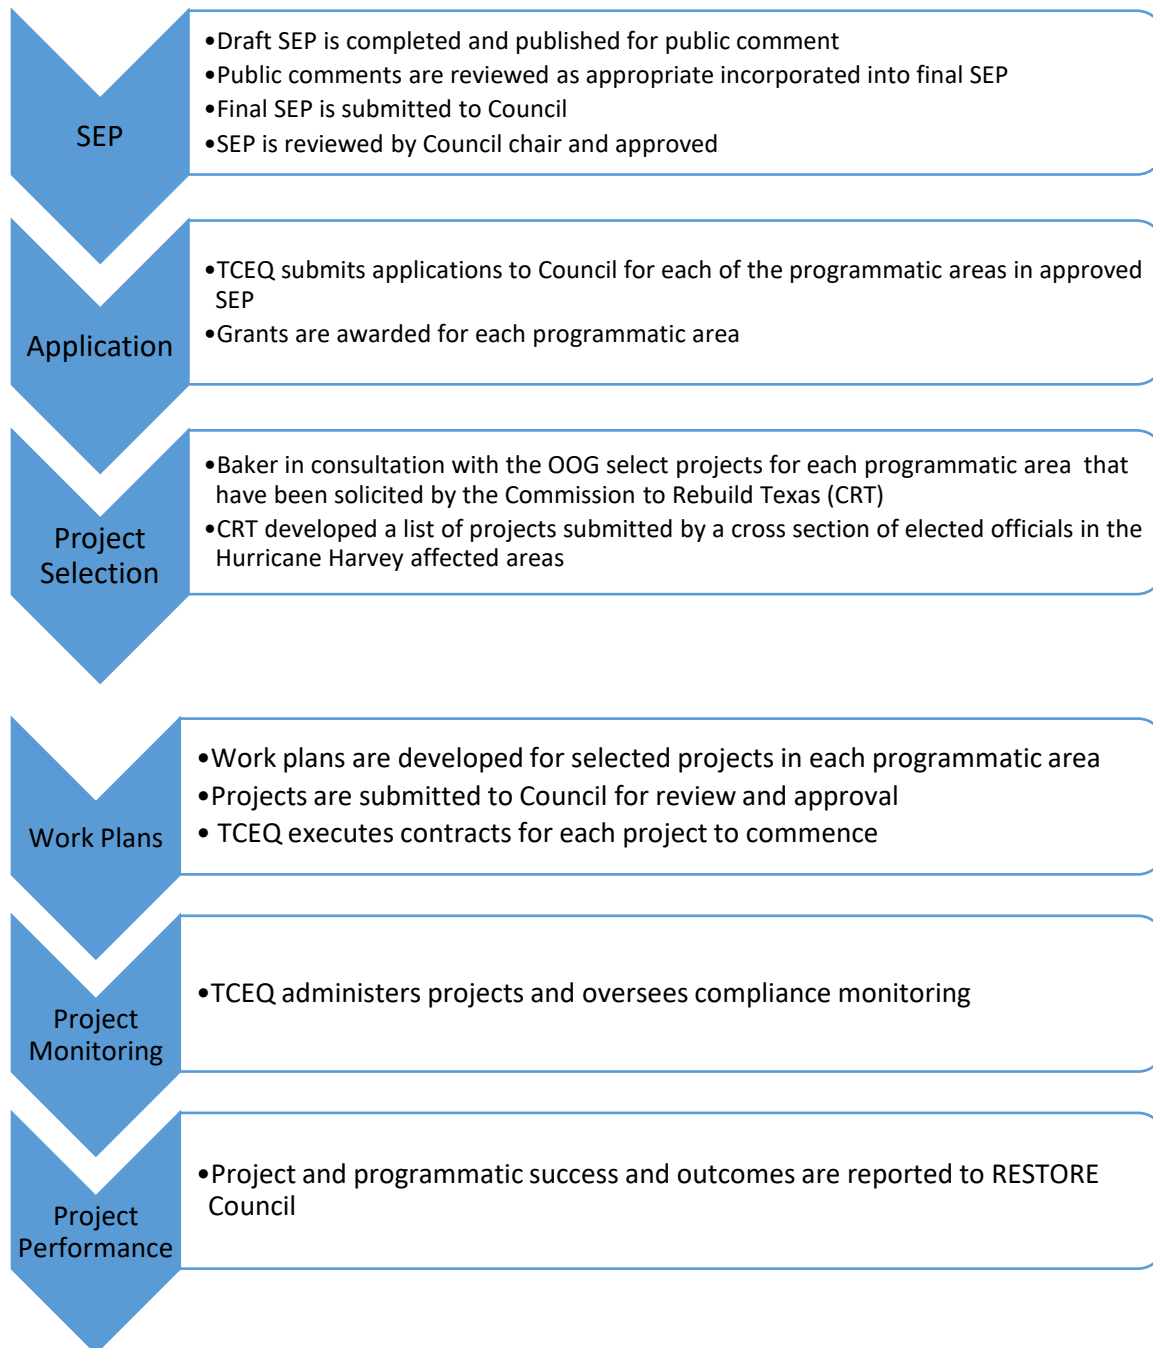 SEP
•Draft SEP is completed and published for public comment
•Public comments are reviewed as appropriate incorporated into final SEP
•Final SEP is submitted to Council
•SEP is reviewed by Council chair and approved
Application
•TCEQ submits applications to Council for each of the programmatic areas in approved
SEP
•Grants are awarded for each programmatic area
Project
Selection
•Baker in consultation with the OOG select projects for each programmatic area that
have been solicited by the Commission to Rebuild Texas (CRT)
•CRT developed a list of projects submitted by a cross section of elected officials in the
Hurricane Harvey affected areas
Work Plans
•Work plans are developed for selected projects in each programmatic area
•Projects are submitted to Council for review and approval
• TCEQ executes contracts for each project to commence
Project
Monitoring
•TCEQ administers projects and oversees compliance monitoring
Project
Performance
•Project and programmatic success and outcomes are reported to RESTORE
Council